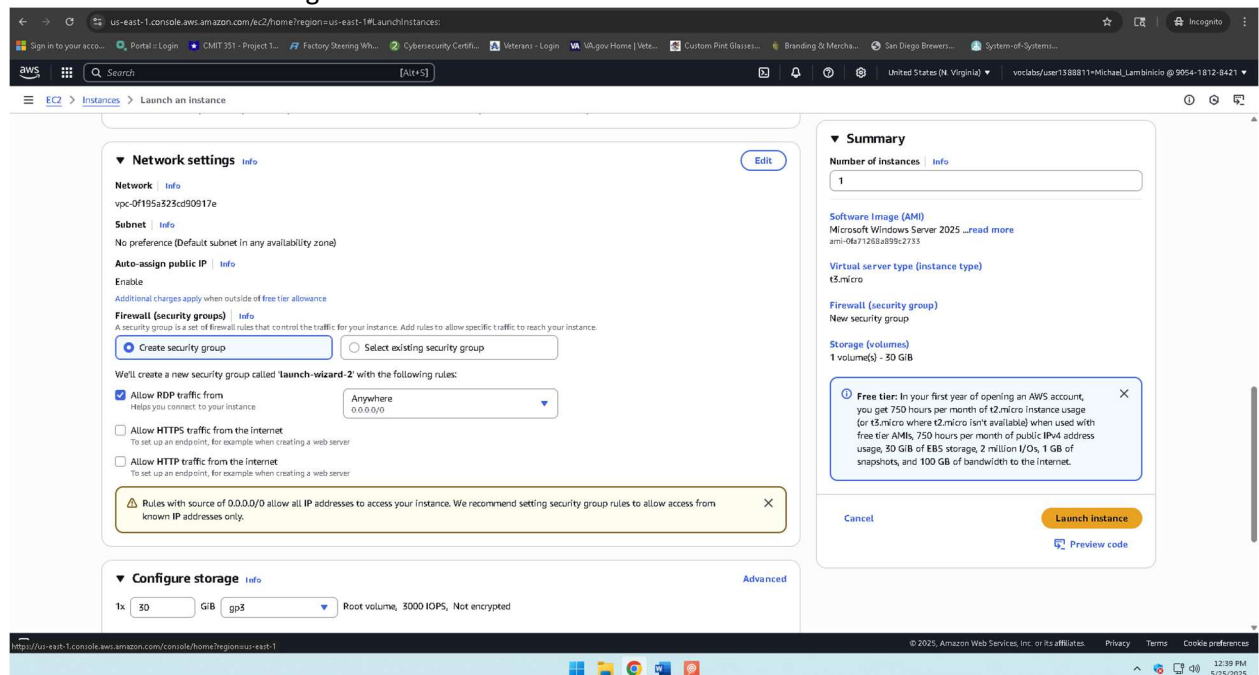 us-east-1.console.aws.amazon.com/ec2/home?region=us-east-1#LaunchInstances:
Incognito
Sign in to your acco...
Portal :: Login
CMIT 351 - Project 1...
Factory Steering Wh...
Cybersecurity Certifi...
Veterans - Login
VA VA.gov Home | Vete...
Custom Pint Glasses...
Branding & Mercha...
San Diego Brewers...
System-of-Systems...
aws
Search
[Alt+S]
United States (N. Virginia) ▼
voclabs/user1388811=Michael_Lambinicio @ 9054-1812-8421 ▼
EC2 > Instances > Launch an instance
▼ Network settings Info
Edit
Network | Info
vpc-0f195a323cd90917e
Subnet | Info
No preference (Default subnet in any availability zone)
Auto-assign public IP | Info
Enable
Additional charges apply when outside of free tier allowance
Firewall (security groups) | Info
A security group is a set of firewall rules that control the traffic for your instance. Add rules to allow specific traffic to reach your instance.
Create security group
Select existing security group
We'll create a new security group called 'launch-wizard-2' with the following rules:
Allow RDP traffic from
Helps you connect to your instance
Anywhere
0.0.0.0/0
Allow HTTPS traffic from the internet
To set up an endpoint, for example when creating a web server
Allow HTTP traffic from the internet
To set up an endpoint, for example when creating a web server
Rules with source of 0.0.0.0/0 allow all IP addresses to access your instance. We recommend setting security group rules to allow access from
known IP addresses only.
▼ Configure storage Info
Advanced
1x 30 GiB gp3 Root volume, 3000 IOPS, Not encrypted
▼ Summary
Number of instances | Info
1
Software Image (AMI)
Microsoft Windows Server 2025 ...read more
ami-0fa71268a899c2733
Virtual server type (instance type)
t3.micro
Firewall (security group)
New security group
Storage (volumes)
1 volume(s) - 30 GiB
Free tier: In your first year of opening an AWS account,
you get 750 hours per month of t2.micro instance usage
(or t3.micro where t2.micro isn't available) when used with
free tier AMIs, 750 hours per month of public IPv4 address
usage, 30 GiB of EBS storage, 2 million I/Os, 1 GB of
snapshots, and 100 GB of bandwidth to the internet.
Cancel
Launch instance
Preview code
https://us-east-1.console.aws.amazon.com/console/home?region=us-east-1
© 2025, Amazon Web Services, Inc. or its affiliates.
Privacy
Terms
Cookie preferences
12:39 PM
5/25/2025